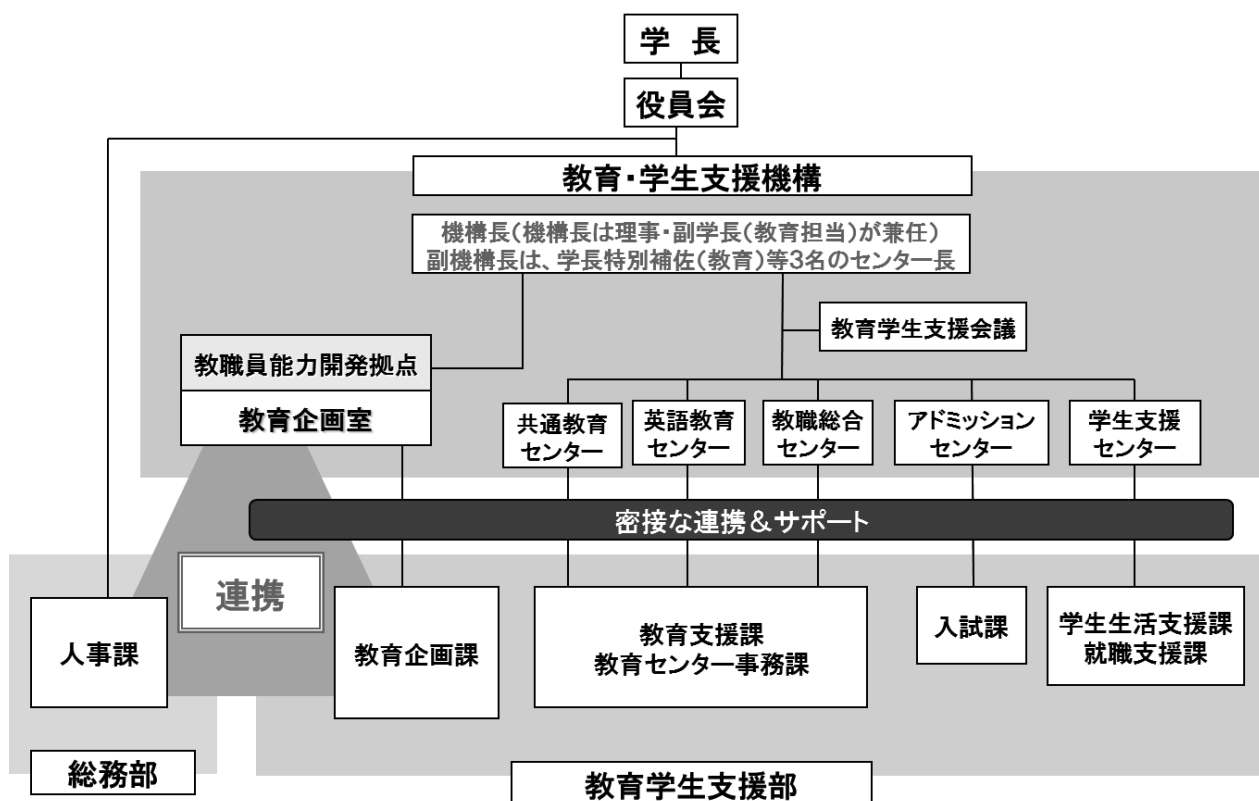 学 長
役員会
教育・学生支援機構
機構長(機構長は理事・副学長(教育担当)が兼任)
副機構長は、学長特別補佐(教育)等3名のセンター長
教育学生支援会議
教職員能力開発拠点
教育企画室
共通教育
センター
英語教育
センター
教職総合
センター
アドミッション
センター
学生支援
センター
密接な連携&サポート
連携
人事課
教育企画課
教育支援課
教育センター事務課
入試課
学生生活支援課
就職支援課
総務部
教育学生支援部